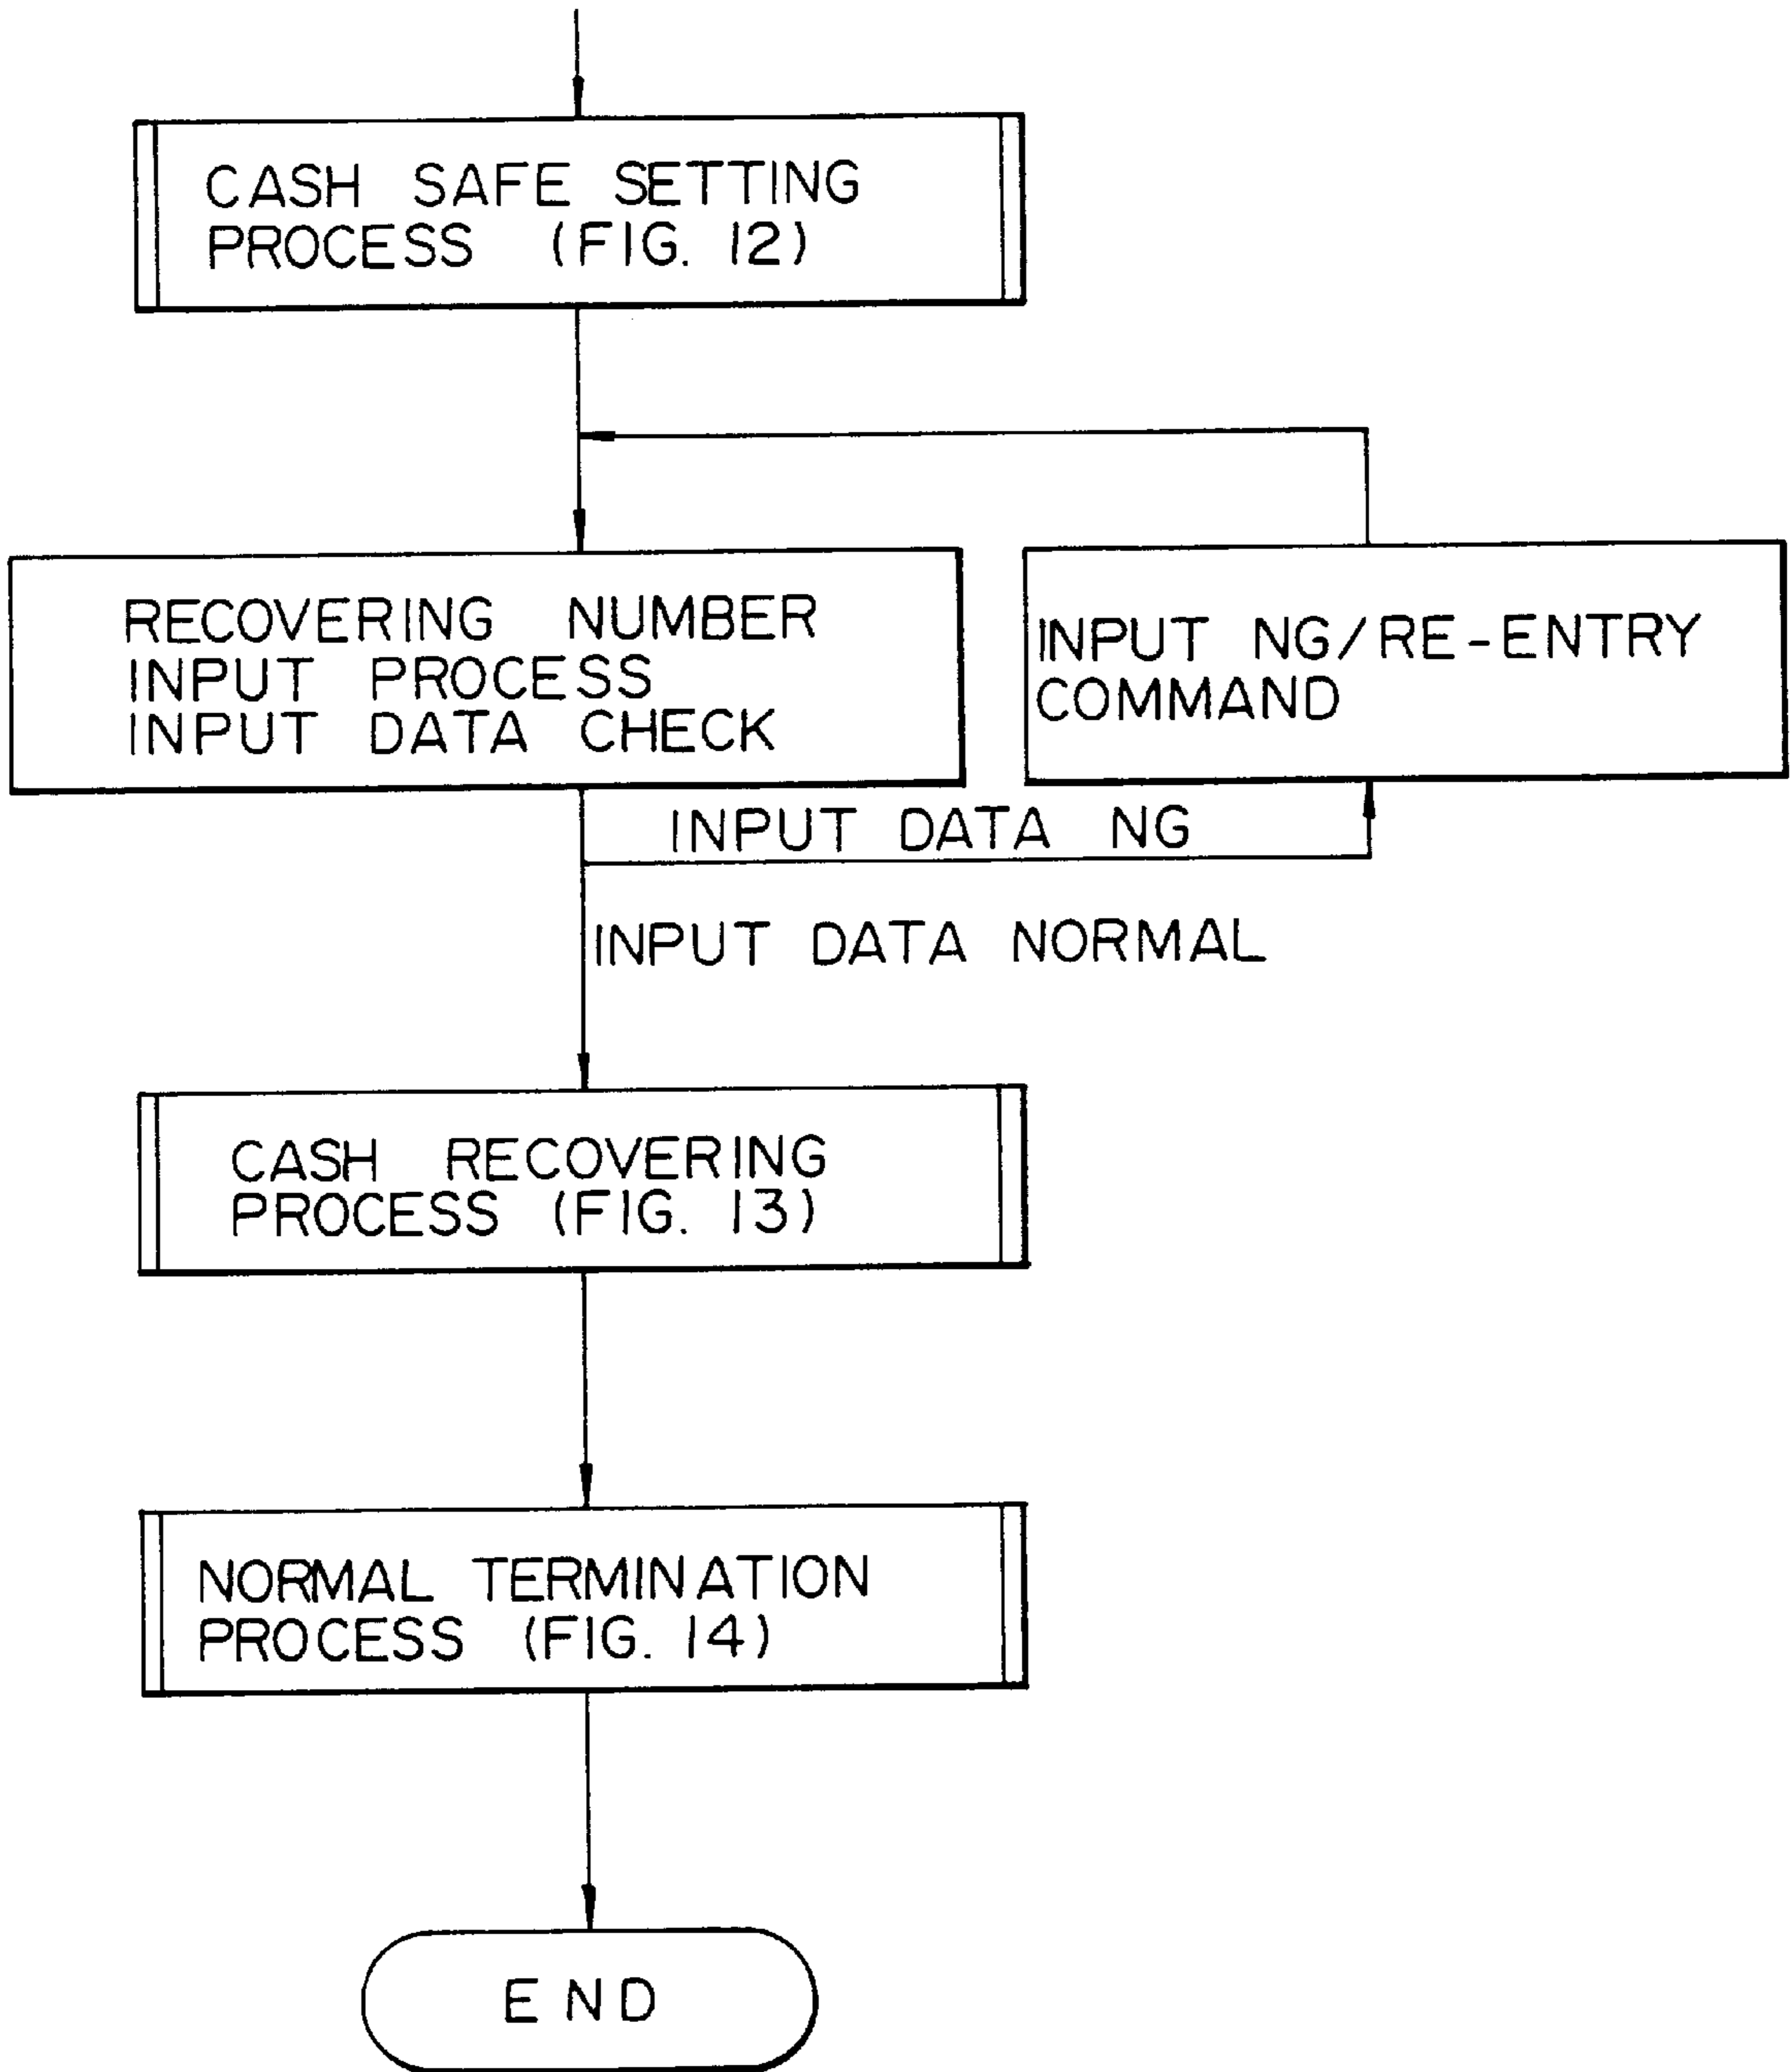 CASH SAFE SETTING
PROCESS (FIG. 12)
RECOVERING NUMBER
INPUT PROCESS
INPUT DATA CHECK
INPUT NG/RE-ENTRY
COMMAND
INPUT DATA NG
INPUT DATA NORMAL
CASH RECOVERING
PROCESS (FIG. 13)
NORMAL TERMINATION
PROCESS (FIG. 14)
END